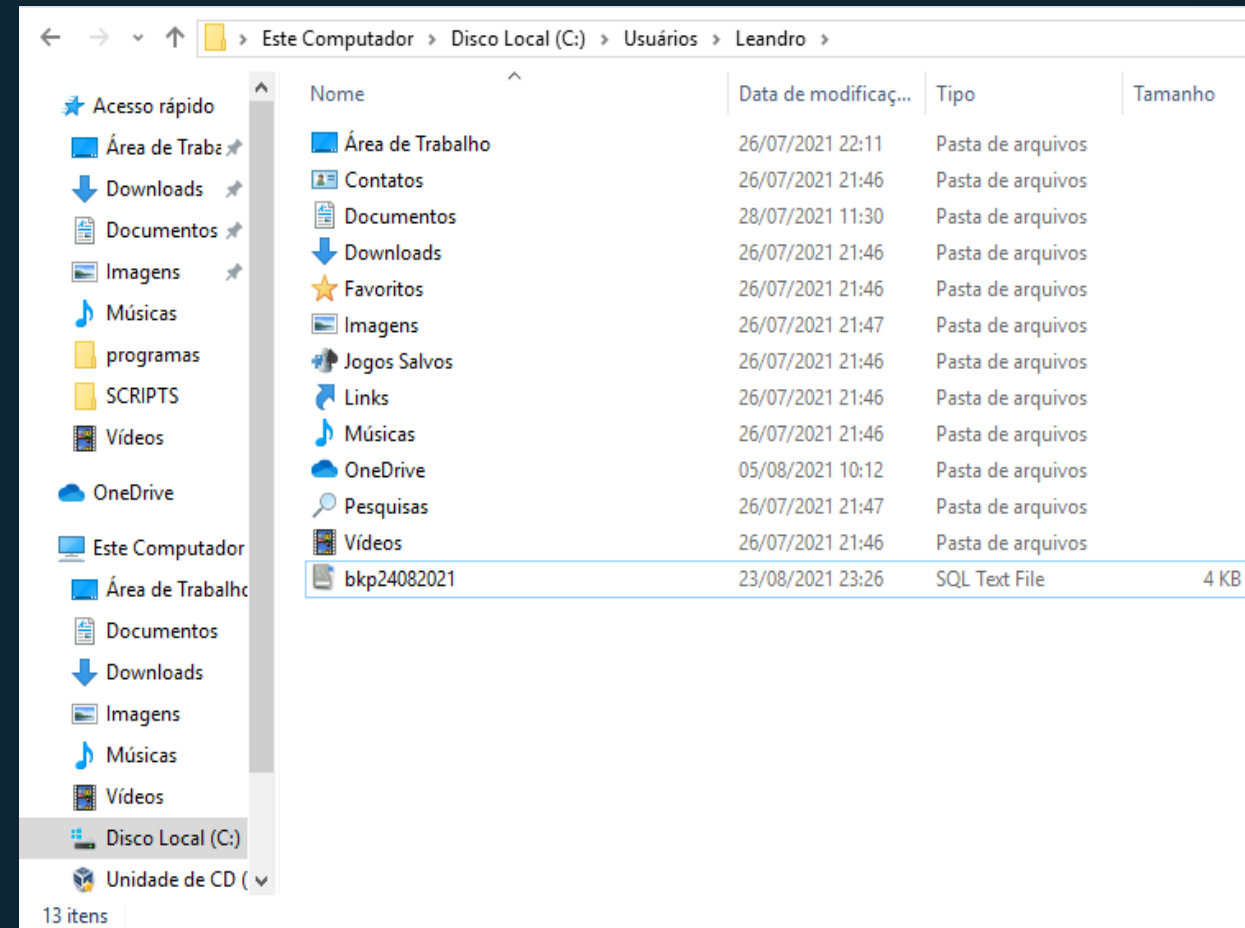 Este Computador > Disco Local (C:) > Usuários > Leandro >
Acesso rápido
Área de Traba
Downloads
Documentos
Imagens
Músicas
programas
SCRIPTS
Vídeos
OneDrive
Este Computador
Área de Trabalho
Documentos
Downloads
Imagens
Músicas
Vídeos
Disco Local (C:)
Unidade de CD (
Nome Data de modificaç... Tipo Tamanho
Área de Trabalho 26/07/2021 22:11 Pasta de arquivos
Contatos 26/07/2021 21:46 Pasta de arquivos
Documentos 28/07/2021 11:30 Pasta de arquivos
Downloads 26/07/2021 21:46 Pasta de arquivos
Favoritos 26/07/2021 21:46 Pasta de arquivos
Imagens 26/07/2021 21:47 Pasta de arquivos
Jogos Salvos 26/07/2021 21:46 Pasta de arquivos
Links 26/07/2021 21:46 Pasta de arquivos
Músicas 26/07/2021 21:46 Pasta de arquivos
OneDrive 05/08/2021 10:12 Pasta de arquivos
Pesquisas 26/07/2021 21:47 Pasta de arquivos
Vídeos 26/07/2021 21:46 Pasta de arquivos
bkp24082021 23/08/2021 23:26 SQL Text File 4 KB
13 itens